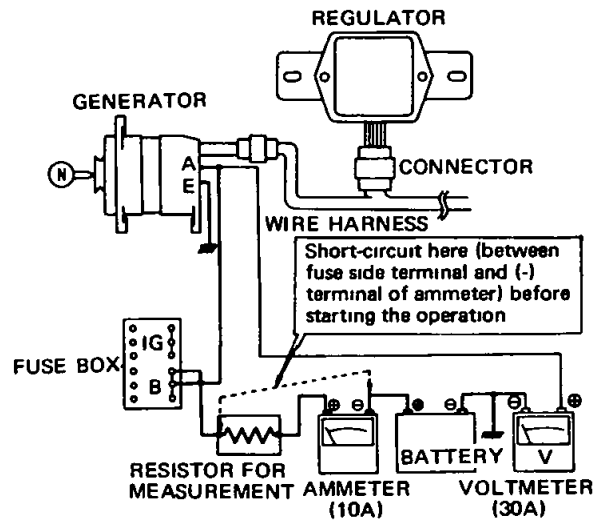 REGULATOR
GENERATOR
N
A
E
CONNECTOR
WIRE HARNESS
Short-circuit here (between
fuse side terminal and (-)
terminal of ammeter) before
starting the operation
FUSE BOX
IG
B
⊕ ⊖ ⊕ ⊖ ⊖ ⊕
RESISTOR FOR
MEASUREMENT
AMMETER
(10A)
BATTERY
V
VOLTMETER
(30A)